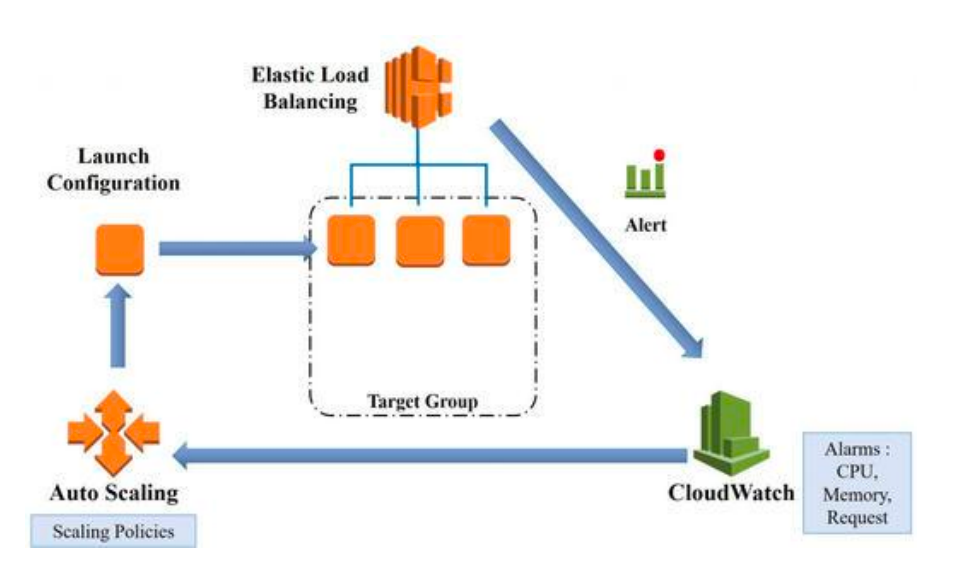 Elastic Load
Balancing
Launch
Configuration
Alert
Target Group
Auto Scaling
Scaling Policies
CloudWatch
Alarms :
CPU,
Memory,
Request